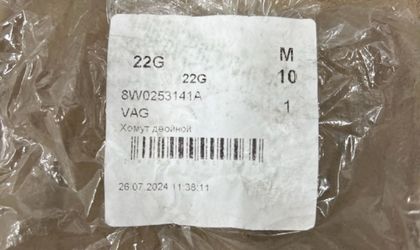 22G M
22G 10
8W0253141A
VAG 1
Хомут двойной
26.07.2024 11:38:11